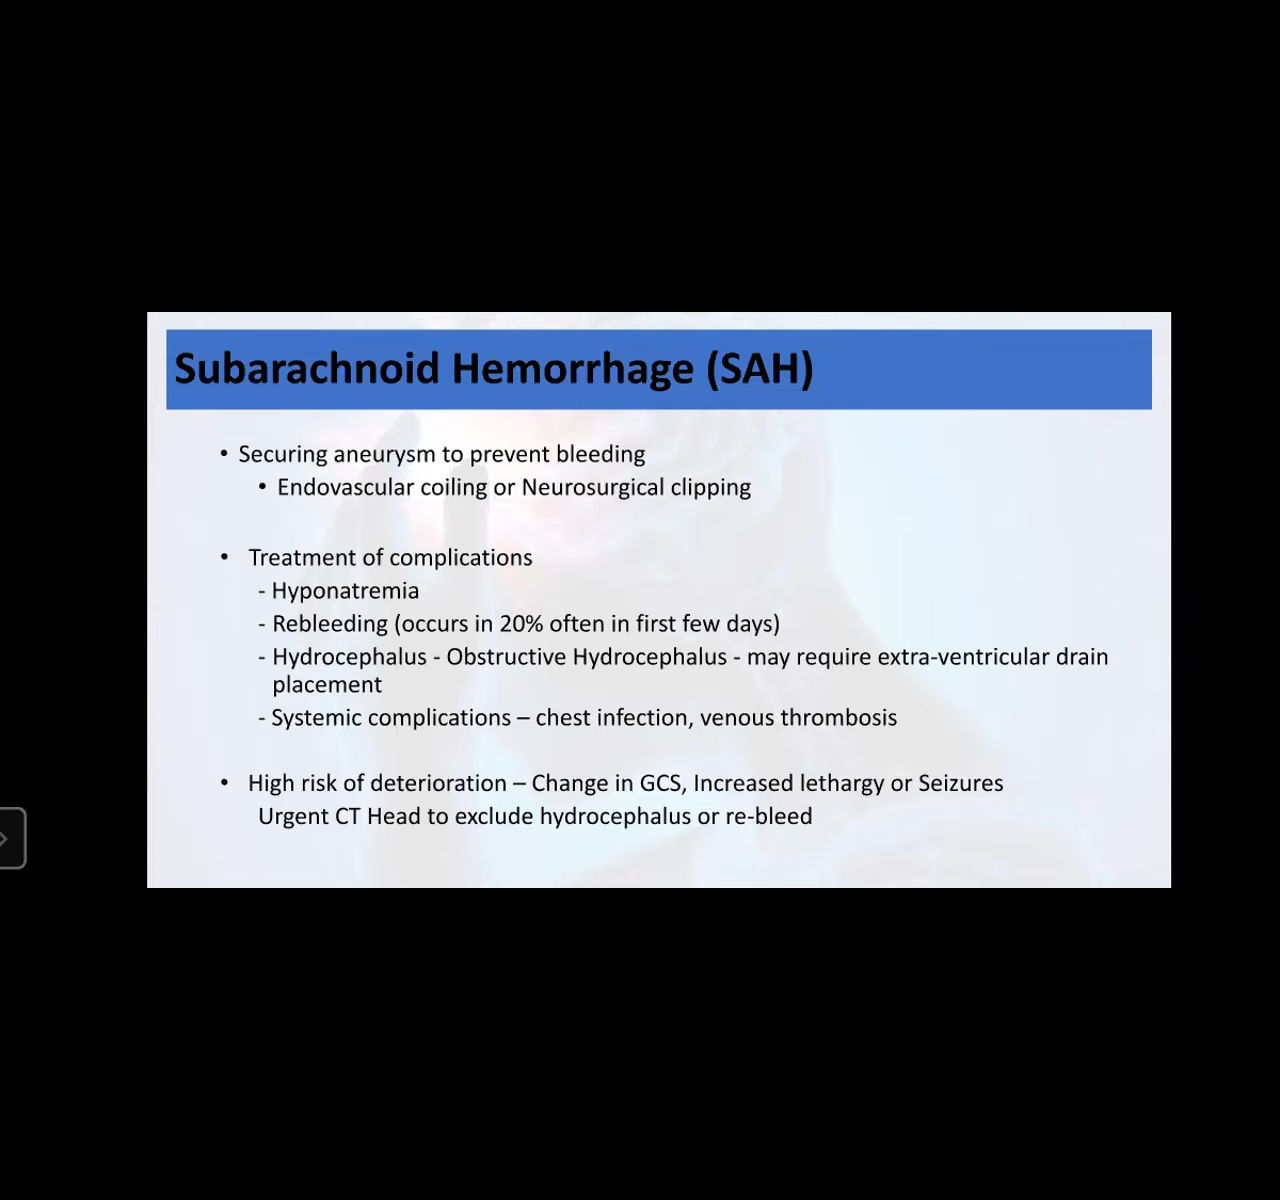 Subarachnoid Hemorrhage (SAH)
• Securing aneurysm to prevent bleeding
• Endovascular coiling or Neurosurgical clipping
• Treatment of complications
- Hyponatremia
- Rebleeding (occurs in 20% often in first few days)
- Hydrocephalus - Obstructive Hydrocephalus - may require extra-ventricular drain
placement
- Systemic complications – chest infection, venous thrombosis
• High risk of deterioration – Change in GCS, Increased lethargy or Seizures
Urgent CT Head to exclude hydrocephalus or re-bleed